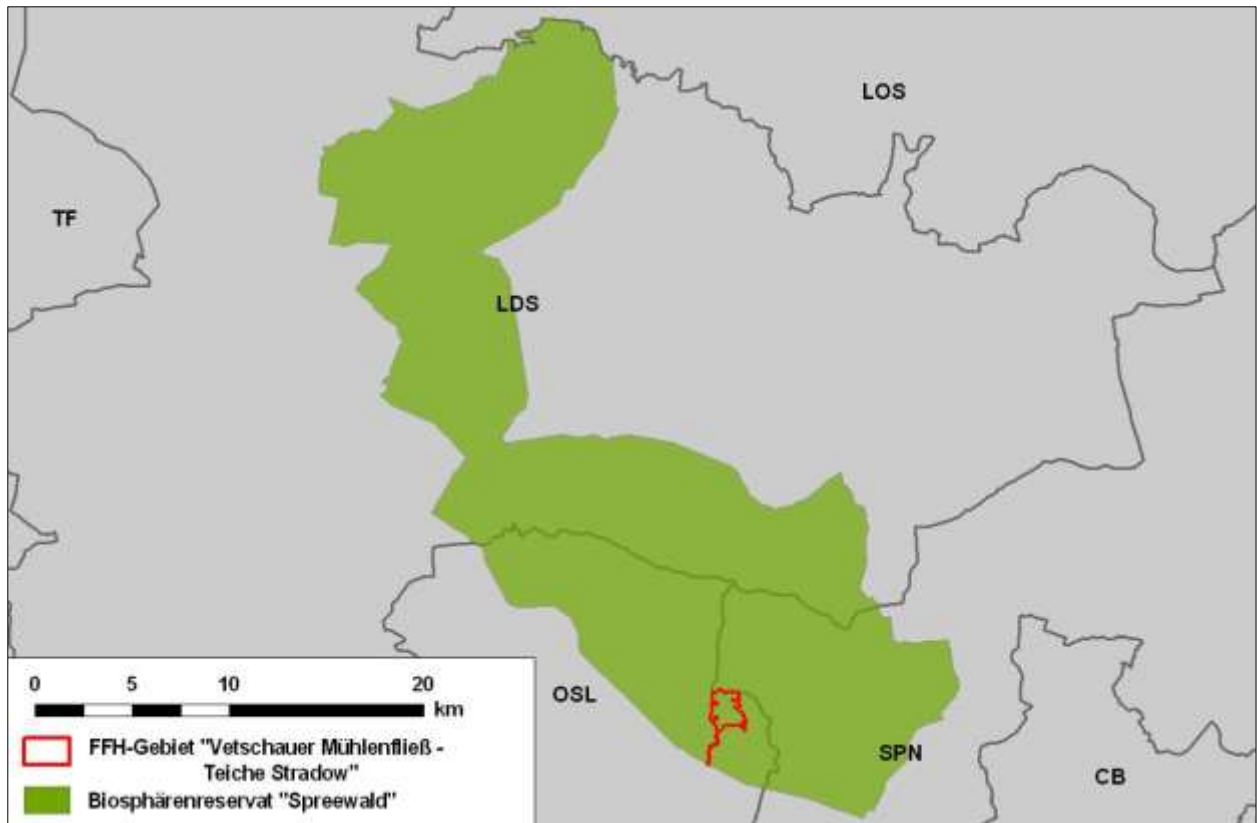 LOS
TF
LDS
OSL
SPN
CB
0 5 10 20
km
FFH-Gebiet "Vetschauer Mühlenfließ -
Teiche Stradow"
Biosphärenreservat "Spreewald"